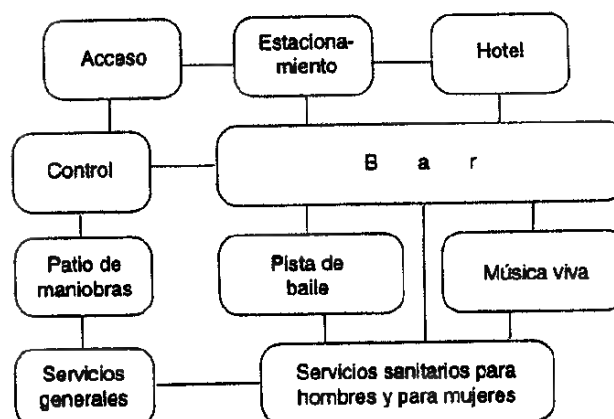 Acceso
Estaciona-
miento
Hotel
Control
B a r
Patio de
maniobras
Pista de
baile
Música viva
Servicios
generales
Servicios sanitarios para
hombres y para mujeres